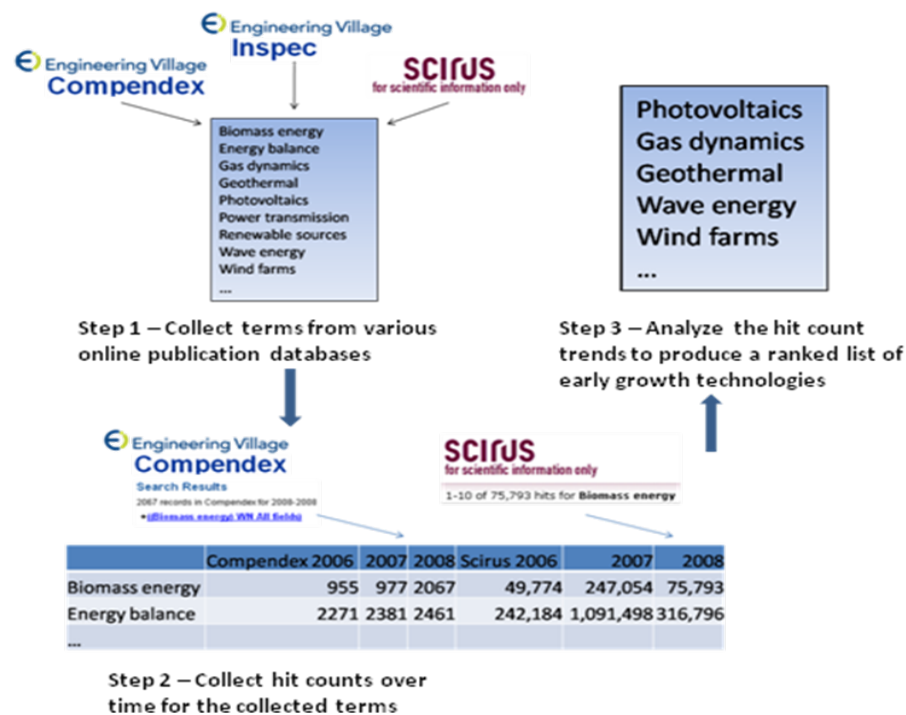 Engineering Village
Inspec
Engineering Village
Compendex
SCIRUS
for scientific information only
Biomass energy
Energy balance
Gas dynamics
Geothermal
Photovoltaics
Power transmission
Renewable sources
Wave energy
Wind farms
...
Step 1 – Collect terms from various
online publication databases
Photovoltaics
Gas dynamics
Geothermal
Wave energy
Wind farms
...
Step 3 – Analyze the hit count
trends to produce a ranked list of
early growth technologies
Engineering Village
Compendex
Search Results
2067 records in Compendex for 2008-2008
+((Biomass energy) WN All fields)
SCIRUS
for scientific information only
1-10 of 75,793 hits for Biomass energy
Compendex 2006 2007 2008 Scirus 2006 2007 2008
Biomass energy 955 977 2067 49,774 247,054 75,793
Energy balance 2271 2381 2461 242,184 1,091,498 316,796
...
Step 2 – Collect hit counts over
time for the collected terms